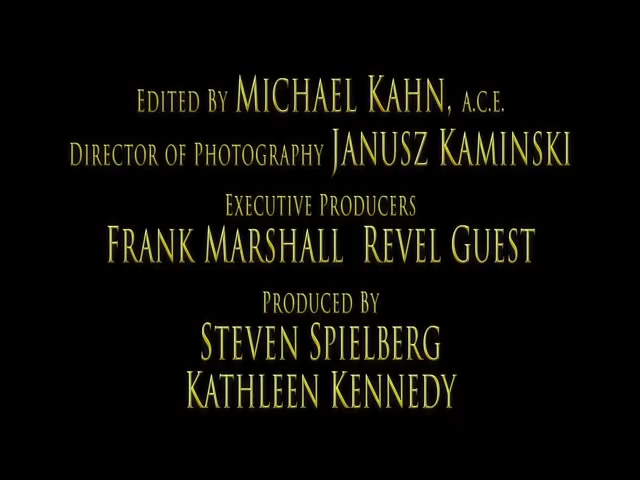 EDITED BY MICHAEL KAHN, A.C.E.
DIRECTOR OF PHOTOGRAPHY JANUSZ KAMINSKI
EXECUTIVE PRODUCERS
FRANK MARSHALL REVEL GUEST
PRODUCED BY
STEVEN SPIELBERG
KATHLEEN KENNEDY